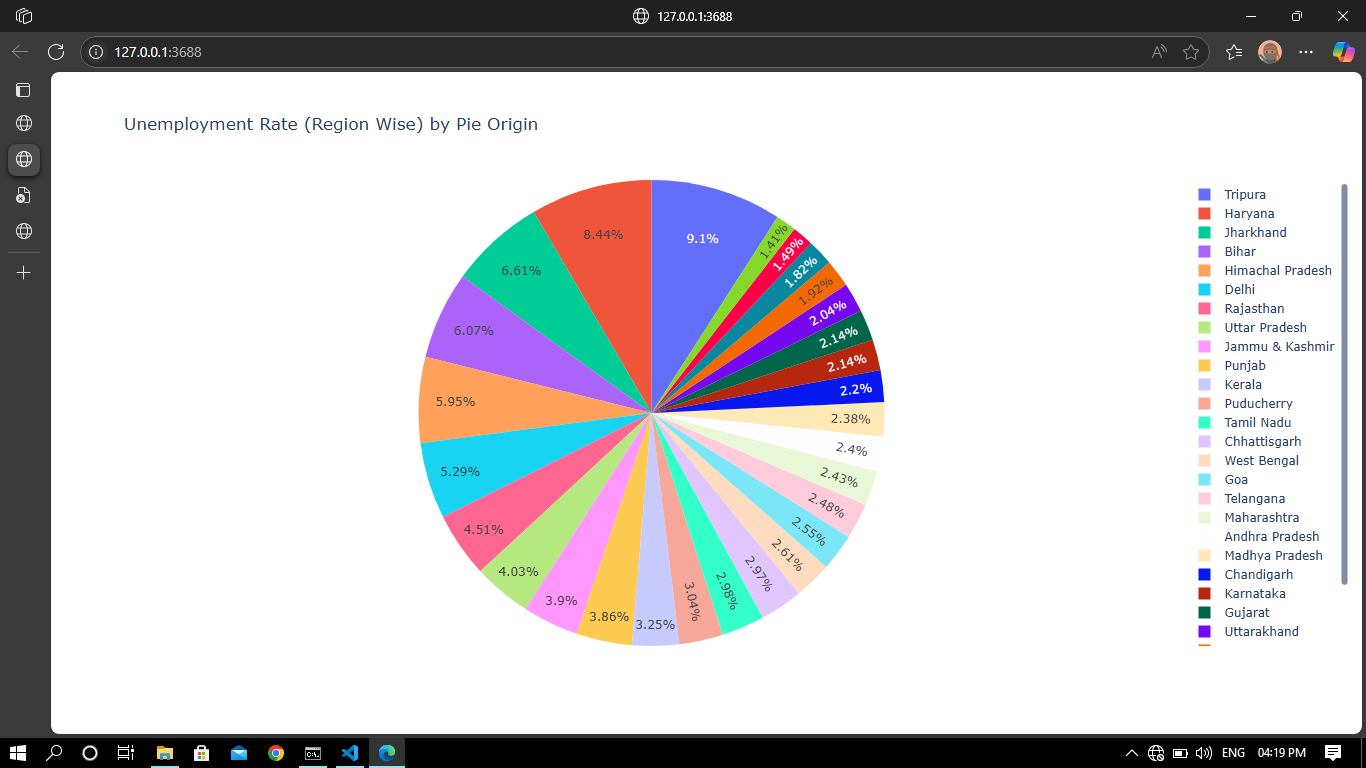 127.0.0.1:3688
127.0.0.1:3688
Unemployment Rate (Region Wise) by Pie Origin
9.1%
8.44%
6.61%
6.07%
5.95%
5.29%
4.51%
4.03%
3.9%
3.86%
3.25%
3.04%
2.98%
2.97%
2.61%
2.55%
2.48%
2.43%
2.4%
2.38%
2.2%
2.14%
2.14%
2.04%
1.92%
1.82%
1.49%
1.41%
Tripura
Haryana
Jharkhand
Bihar
Himachal Pradesh
Delhi
Rajasthan
Uttar Pradesh
Jammu & Kashmir
Punjab
Kerala
Puducherry
Tamil Nadu
Chhattisgarh
West Bengal
Goa
Telangana
Maharashtra
Andhra Pradesh
Madhya Pradesh
Chandigarh
Karnataka
Gujarat
Uttarakhand
ENG
04:19 PM